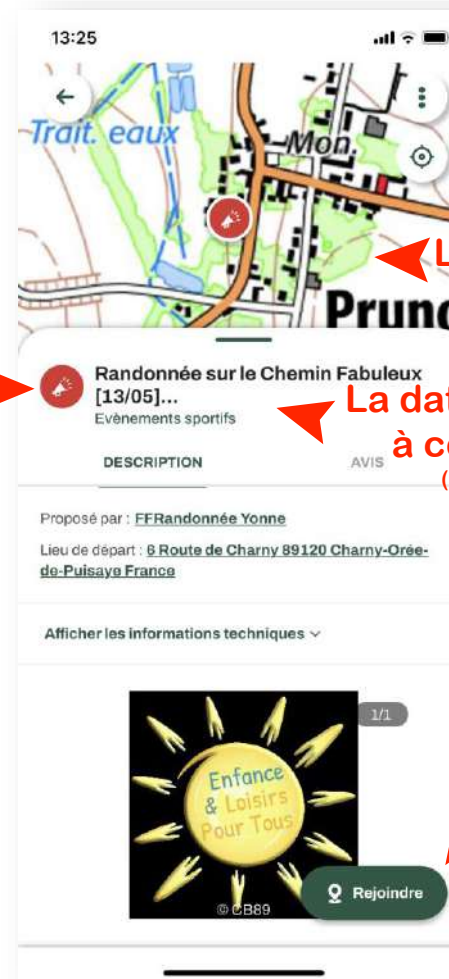 13:25
Trait. eaux
Mon.
L
Prun
Randonnée sur le Chemin Fabuleux
[13/05]...
Evènements sportifs
La dat
à c
(
DESCRIPTION
AVIS
Proposé par : FFRandonnée Yonne
Lieu de départ : 6 Route de Charny 89120 Charny-Orée-
de-Puisaye France
Afficher les informations techniques
1/1
Enfance
& Loisirs
Pour Tous
© CB89
Rejoindre